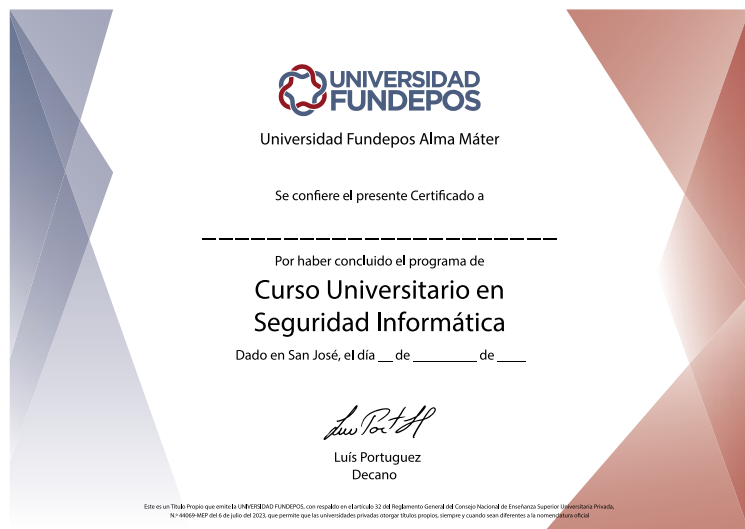 UNIVERSIDAD
FUNDEPOS
Universidad Fundepos Alma Máter
Se confiere el presente Certificado a
Por haber concluido el programa de
Curso Universitario en
Seguridad Informática
Dado en San José, el día __ de ________ de ____
Luís Portuguez
Decano
Este es un Título Propio que emite la UNIVERSIDAD FUNDEPOS, con respaldo en el artículo 32 del Reglamento General del Consejo Nacional de Enseñanza Superior Universitaria Privada,
N.º 44069-MEP del 6 de julio del 2023, que permite que las universidades privadas otorgar títulos propios, siempre y cuando sean diferentes a la nomenclatura oficial